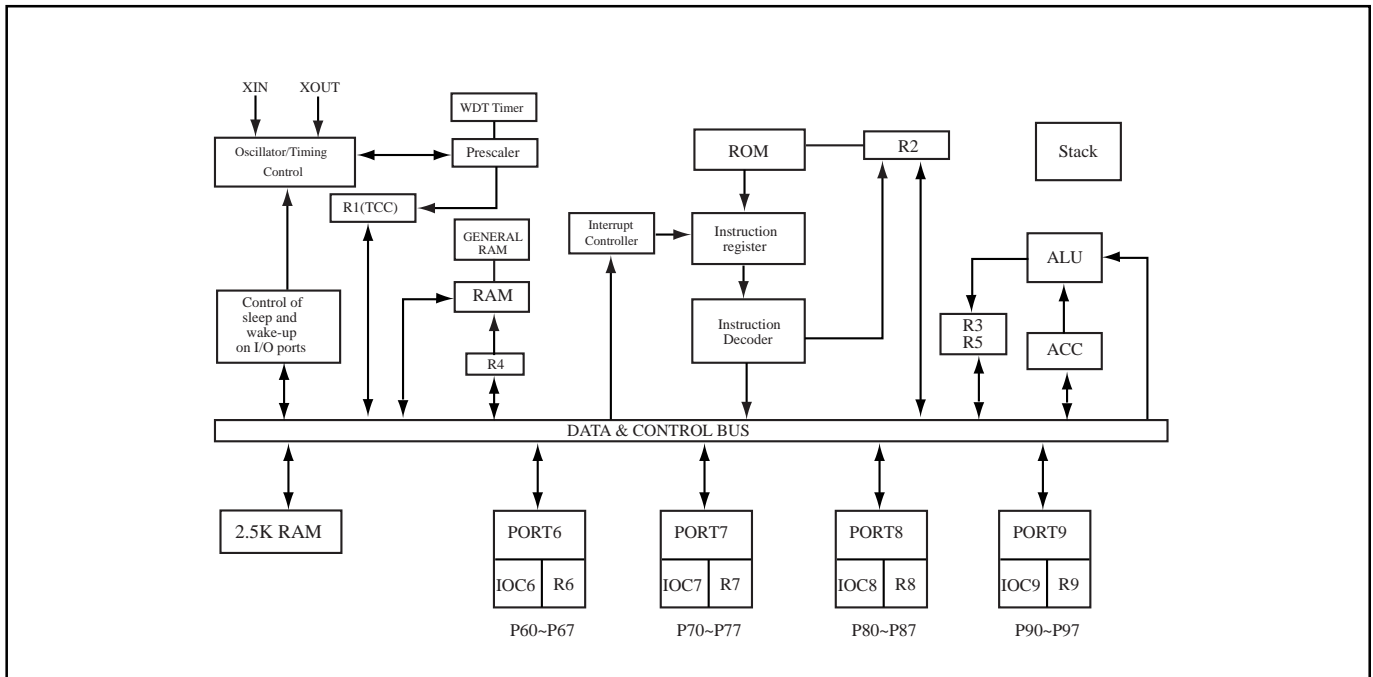 XIN
XOUT
WDT Timer
Oscillator/Timing
Control
Prescaler
R1(TCC)
ROM
R2
Stack
GENERAL
RAM
Interrupt
Controller
Instruction
register
ALU
Control of
sleep and
wake-up
on I/O ports
RAM
R4
Instruction
Decoder
R3
R5
ACC
DATA & CONTROL BUS
2.5K RAM
PORT6
IOC6
R6
P60~P67
PORT7
IOC7
R7
P70~P77
PORT8
IOC8
R8
P80~P87
PORT9
IOC9
R9
P90~P97